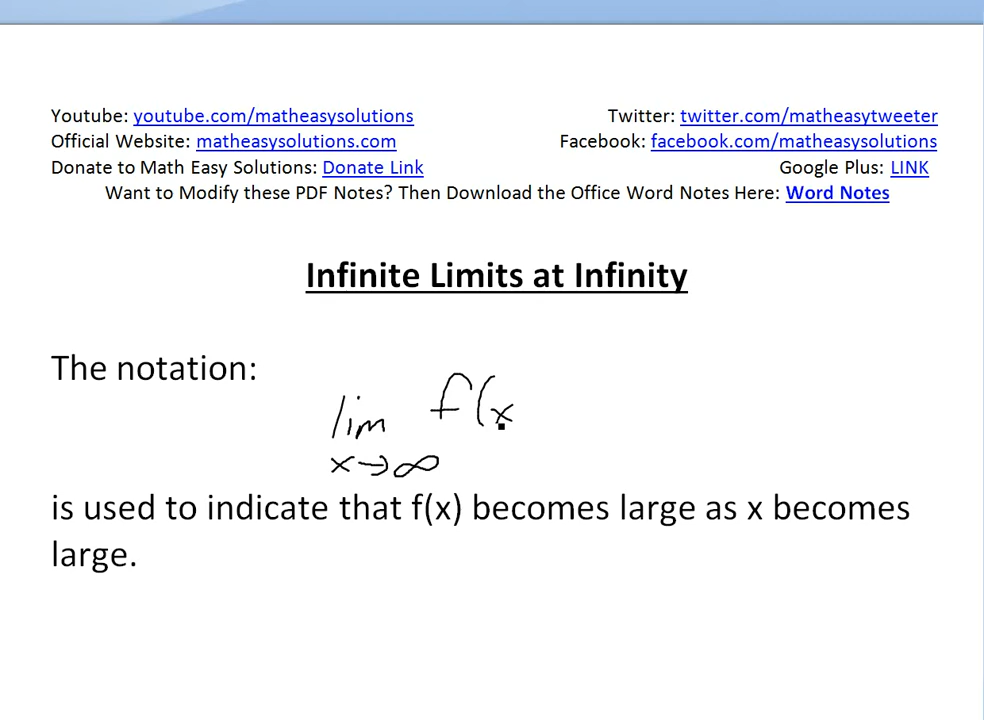 Youtube: youtube.com/matheasysolutions Twitter: twitter.com/matheasytweeter
Official Website: matheasysolutions.com Facebook: facebook.com/matheasysolutions
Donate to Math Easy Solutions: Donate Link Google Plus: LINK
Want to Modify these PDF Notes? Then Download the Office Word Notes Here: Word Notes
Infinite Limits at Infinity
The notation:
lim f(x
x→∞
is used to indicate that f(x) becomes large as x becomes
large.